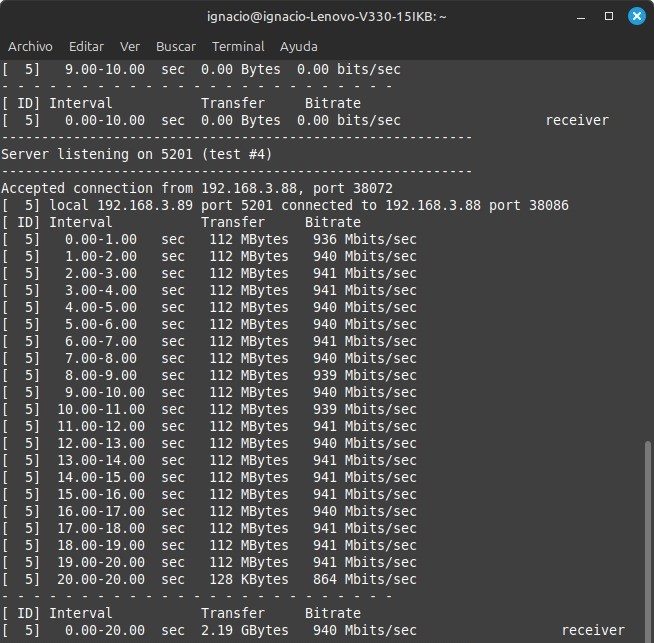 ignacio@ignacio-Lenovo-V330-15IKB: ~
Archivo Editar Ver Buscar Terminal Ayuda
[  5]   9.00-10.00  sec  0.00 Bytes  0.00 bits/sec
- - - - - - - - - - - - - - - - - - - - - - - - -
[ ID] Interval           Transfer     Bitrate
[  5]   0.00-10.00  sec  0.00 Bytes  0.00 bits/sec                  receiver
-----------------------------------------------------------
Server listening on 5201 (test #4)
-----------------------------------------------------------
Accepted connection from 192.168.3.88, port 38072
[  5] local 192.168.3.89 port 5201 connected to 192.168.3.88 port 38086
[ ID] Interval           Transfer     Bitrate
[  5]   0.00-1.00   sec   112 MBytes   936 Mbits/sec
[  5]   1.00-2.00   sec   112 MBytes   940 Mbits/sec
[  5]   2.00-3.00   sec   112 MBytes   941 Mbits/sec
[  5]   3.00-4.00   sec   112 MBytes   941 Mbits/sec
[  5]   4.00-5.00   sec   112 MBytes   940 Mbits/sec
[  5]   5.00-6.00   sec   112 MBytes   940 Mbits/sec
[  5]   6.00-7.00   sec   112 MBytes   941 Mbits/sec
[  5]   7.00-8.00   sec   112 MBytes   940 Mbits/sec
[  5]   8.00-9.00   sec   112 MBytes   939 Mbits/sec
[  5]   9.00-10.00  sec   112 MBytes   940 Mbits/sec
[  5]  10.00-11.00  sec   112 MBytes   939 Mbits/sec
[  5]  11.00-12.00  sec   112 MBytes   941 Mbits/sec
[  5]  12.00-13.00  sec   112 MBytes   940 Mbits/sec
[  5]  13.00-14.00  sec   112 MBytes   941 Mbits/sec
[  5]  14.00-15.00  sec   112 MBytes   941 Mbits/sec
[  5]  15.00-16.00  sec   112 MBytes   941 Mbits/sec
[  5]  16.00-17.00  sec   112 MBytes   940 Mbits/sec
[  5]  17.00-18.00  sec   112 MBytes   941 Mbits/sec
[  5]  18.00-19.00  sec   112 MBytes   941 Mbits/sec
[  5]  19.00-20.00  sec   112 MBytes   941 Mbits/sec
[  5]  20.00-20.00  sec   128 KBytes   864 Mbits/sec
- - - - - - - - - - - - - - - - - - - - - - - - -
[ ID] Interval           Transfer     Bitrate
[  5]   0.00-20.00  sec  2.19 GBytes   940 Mbits/sec                  receiver